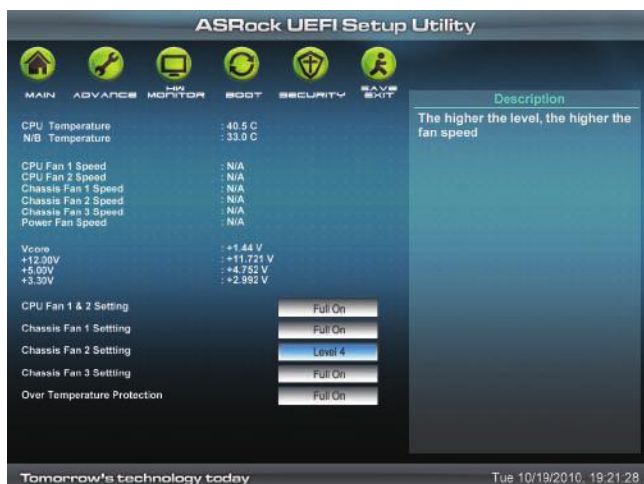 ASRock UEFI Setup Utility
MAIN ADVANCE HW MONITOR BOOT SECURITY SAVE EXIT
Description
The higher the level, the higher the
fan speed
CPU Temperature : 40.5 C
N/B Temperature : 33.0 C
CPU Fan 1 Speed : N/A
CPU Fan 2 Speed : N/A
Chassis Fan 1 Speed : N/A
Chassis Fan 2 Speed : N/A
Chassis Fan 3 Speed : N/A
Power Fan Speed : N/A
Vcore : +1.44 V
+12.00V : +11.721 V
+5.00V : +4.752 V
+3.30V : +2.992 V
CPU Fan 1 & 2 Setting Full On
Chassis Fan 1 Settting Full On
Chassis Fan 2 Settting Level 4
Chassis Fan 3 Settting Full On
Over Temperature Protection Full On
Tomorrow's technology today Tue 10/19/2010, 19:21:28